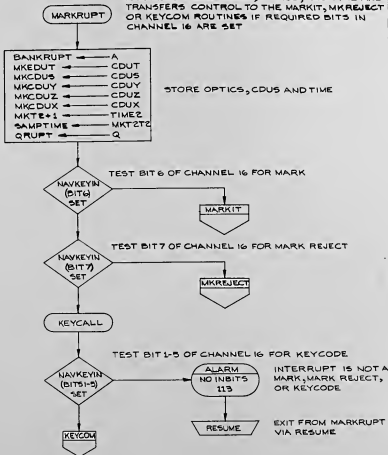 TRANSFERS CONTROL TO THE MARKIT, MKREJECT
MARKRUPT
OR KEYCOM ROUTINES IF REQUIRED BITS IN
CHANNEL 16 ARE SET
BANKRUPT A
MKEDUT CDUT
MKCDUS CDUS
MKCDUY CDUY
MKCDUZ CDUZ
MKCDUX CDUX
MKT2+1 TIME2
SAMPTIME MKT2T2
QRUPT Q
STORE OPTICS, CDUS AND TIME
TEST BIT 6 OF CHANNEL 16 FOR MARK
NAVKEYIN
(BIT6)
SET
MARKIT
TEST BIT 7 OF CHANNEL 16 FOR MARK REJECT
NAVKEYIN
(BIT7)
SET
MKREJECT
KEYCALL
TEST BIT 1-5 OF CHANNEL 16 FOR KEYCODE
NAVKEYIN
(BITS1-5)
SET
ALARM
NO INBITS
113
INTERRUPT IS NOT A
MARK, MARK REJECT,
OR KEYCODE
KEYCOM
RESUME
EXIT FROM MARKRUPT
VIA RESUME